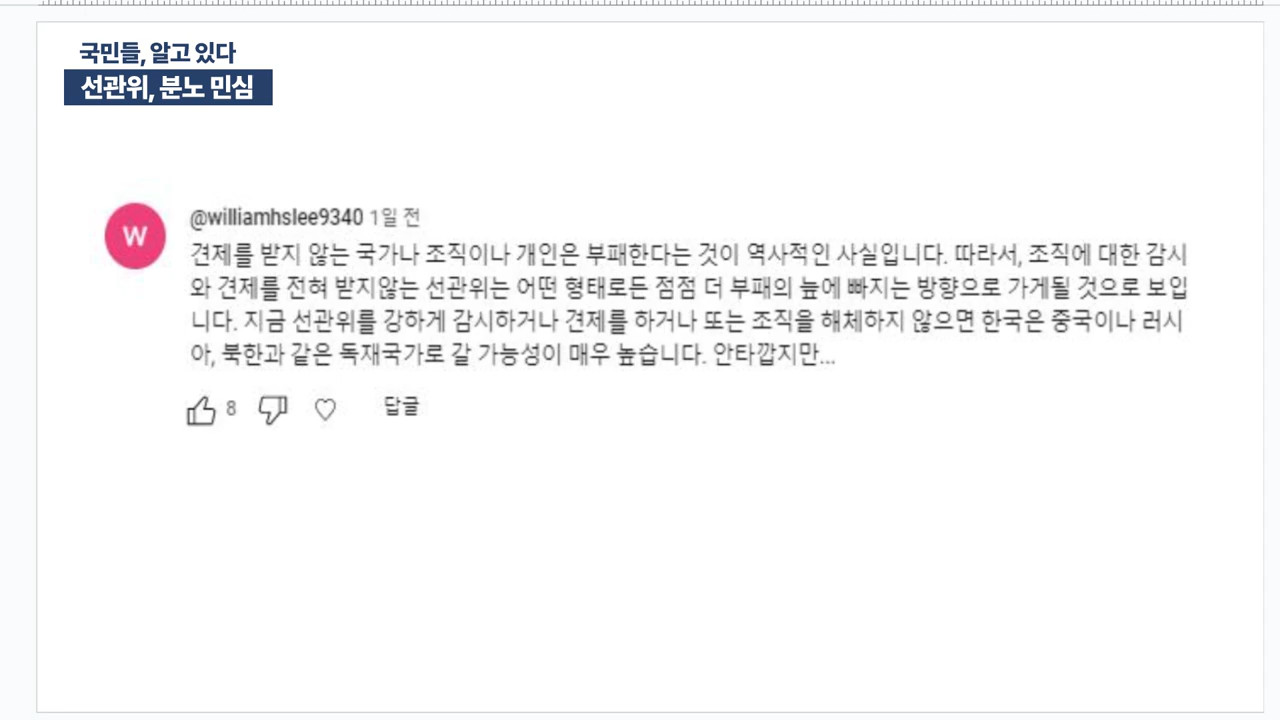 국민들, 알고 있다
선관위, 분노 민심
W
@williamhslee9340 1일 전
견제를 받지 않는 국가나 조직이나 개인은 부패한다는 것이 역사적인 사실입니다. 따라서, 조직에 대한 감시
와 견제를 전혀 받지않는 선관위는 어떤 형태로든 점점 더 부패의 늪에 빠지는 방향으로 가게될 것으로 보입
니다. 지금 선관위를 강하게 감시하거나 견제를 하거나 또는 조직을 해체하지 않으면 한국은 중국이나 러시
아, 북한과 같은 독재국가로 갈 가능성이 매우 높습니다. 안타깝지만...
8 답글